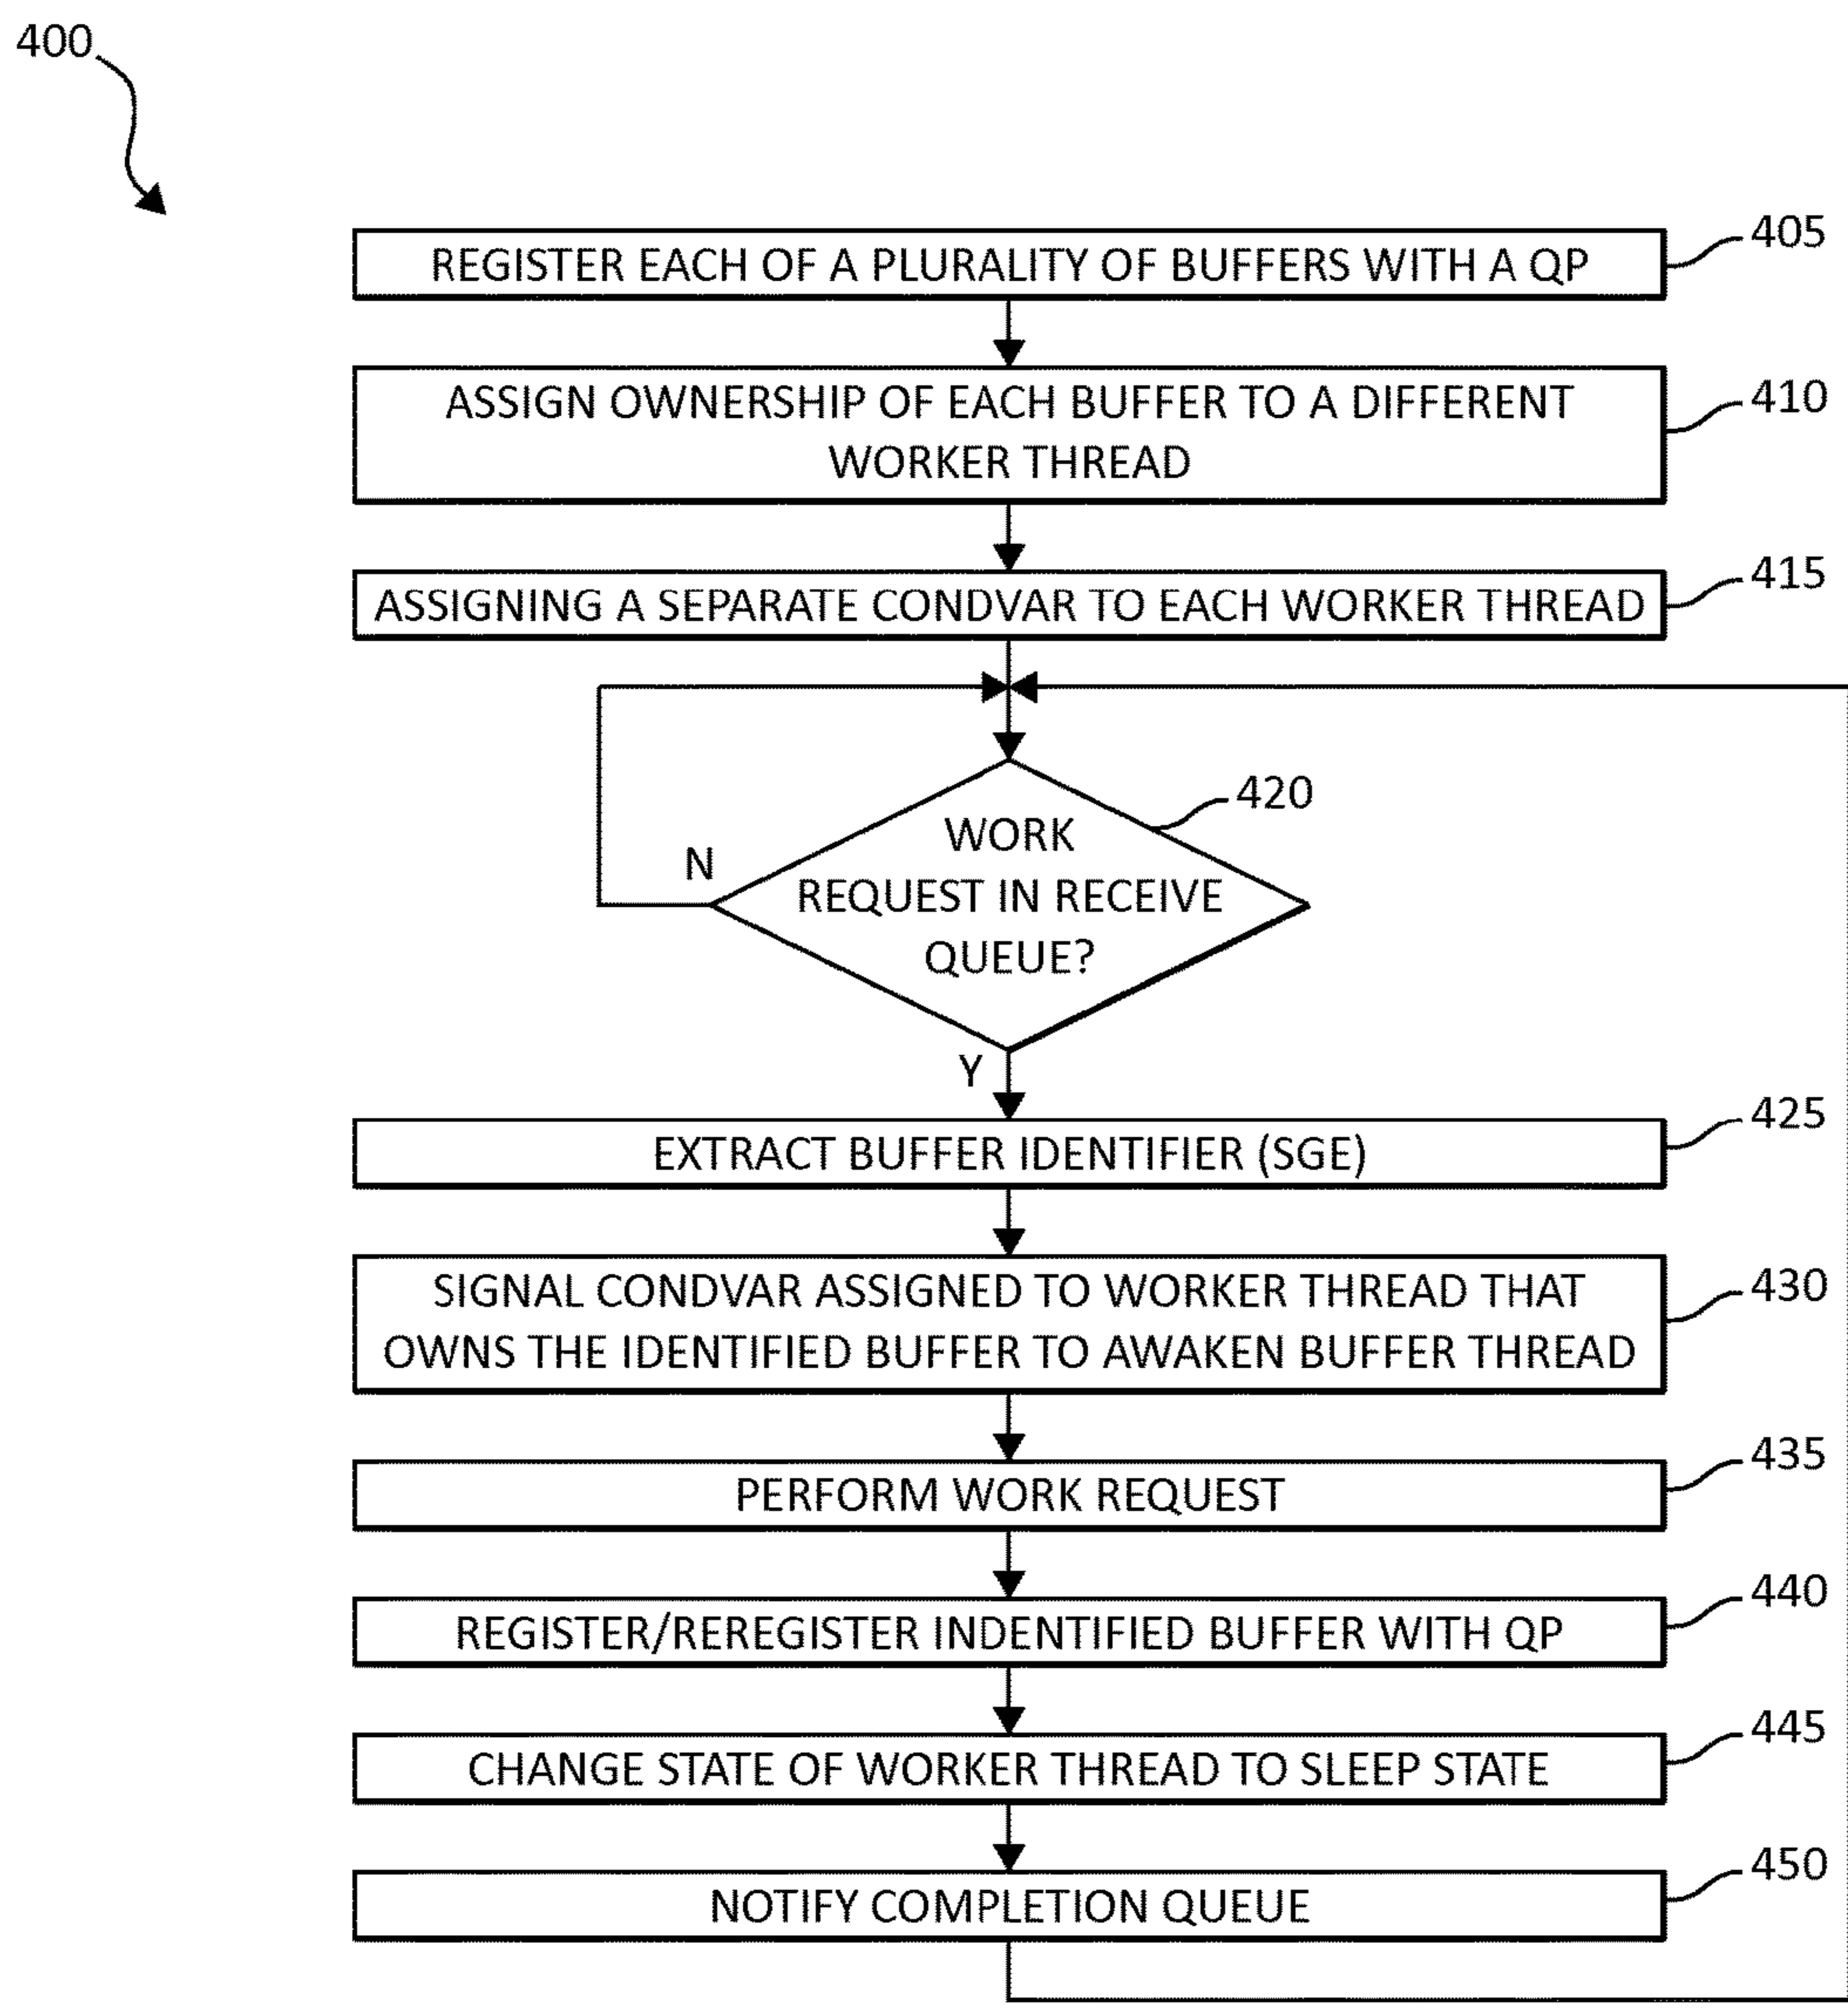 400
REGISTER EACH OF A PLURALITY OF BUFFERS WITH A QP
405
ASSIGN OWNERSHIP OF EACH BUFFER TO A DIFFERENT
WORKER THREAD
410
ASSIGNING A SEPARATE CONDVAR TO EACH WORKER THREAD
415
420
WORK
REQUEST IN RECEIVE
QUEUE?
N
Y
EXTRACT BUFFER IDENTIFIER (SGE)
425
SIGNAL CONDVAR ASSIGNED TO WORKER THREAD THAT
OWNS THE IDENTIFIED BUFFER TO AWAKEN BUFFER THREAD
430
PERFORM WORK REQUEST
435
REGISTER/REREGISTER INDENTIFIED BUFFER WITH QP
440
CHANGE STATE OF WORKER THREAD TO SLEEP STATE
445
NOTIFY COMPLETION QUEUE
450